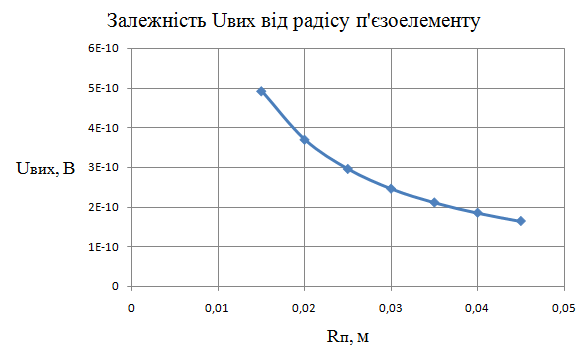 Залежність Uвих від радісу п'єзоелементу
6E-10
5E-10
4E-10
3E-10
2E-10
1E-10
0
Uвих, В
0 0,01 0,02 0,03 0,04 0,05
Rп, м